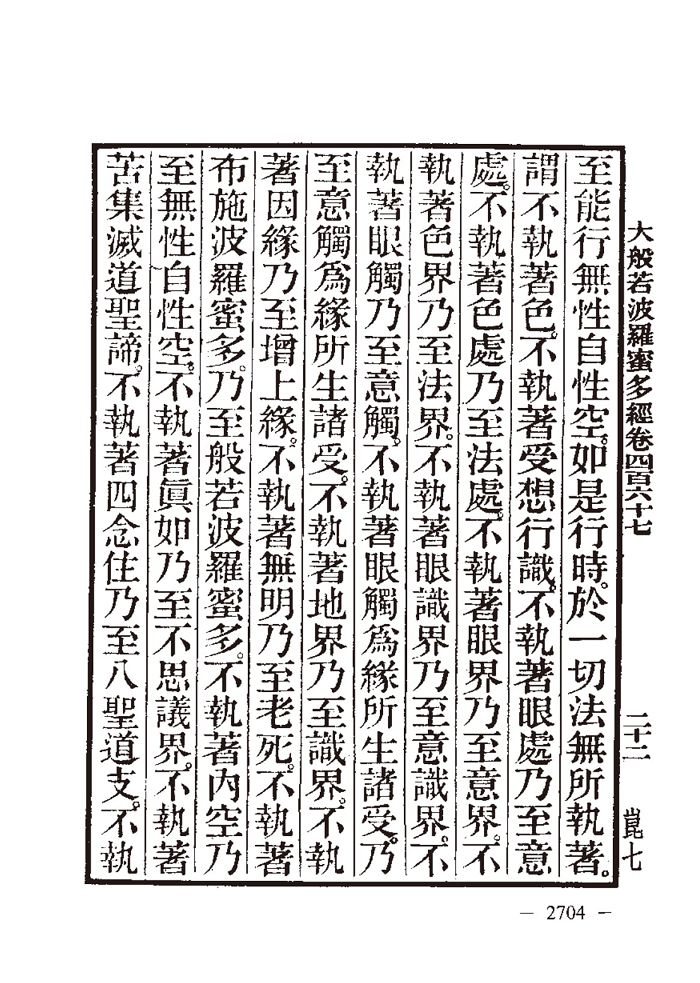 大般若波羅蜜多經卷四百六十七　二十二　崑七
至能行無性自性空。如是行時。於一切法無所執著。
謂不執著色。不執著受想行識。不執著眼處乃至意
處。不執著色處乃至法處。不執著眼界乃至意界。不
執著色界乃至法界。不執著眼識界乃至意識界。不
執著眼觸乃至意觸。不執著眼觸爲緣所生諸受。乃
至意觸爲緣所生諸受。不執著地界乃至識界。不執
著因緣乃至增上緣。不執著無明乃至老死。不執著
布施波羅蜜多。乃至般若波羅蜜多。不執著內空乃
至無性自性空。不執著眞如乃至不思議界。不執著
苦集滅道聖諦。不執著四念住乃至八聖道支。不執
— 2704 —